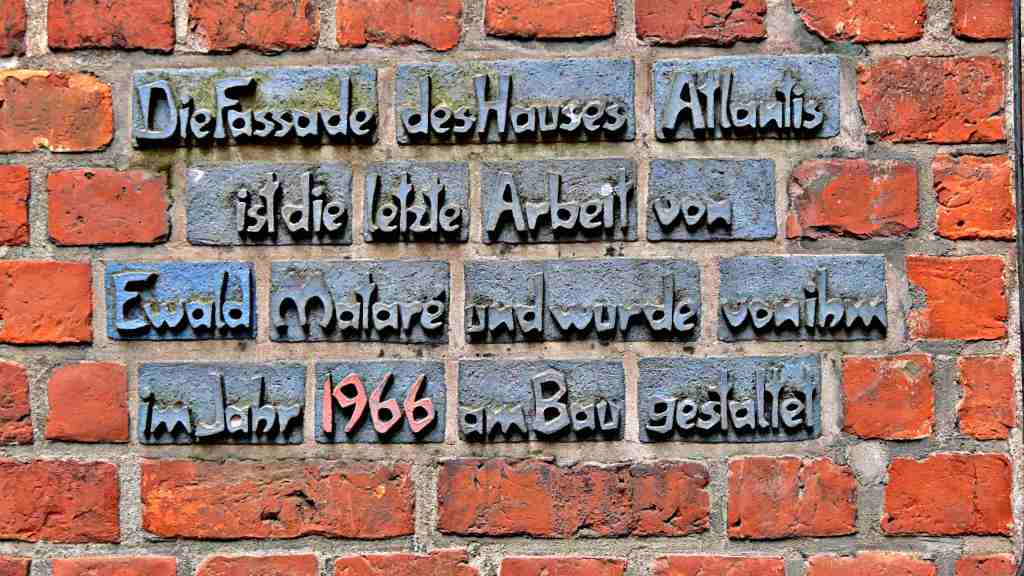 Die Fassade des Hauses Atlantis
ist die letzte Arbeit von
Ewald Mataré und wurde von ihm
im Jahr 1966 am Bau gestaltet